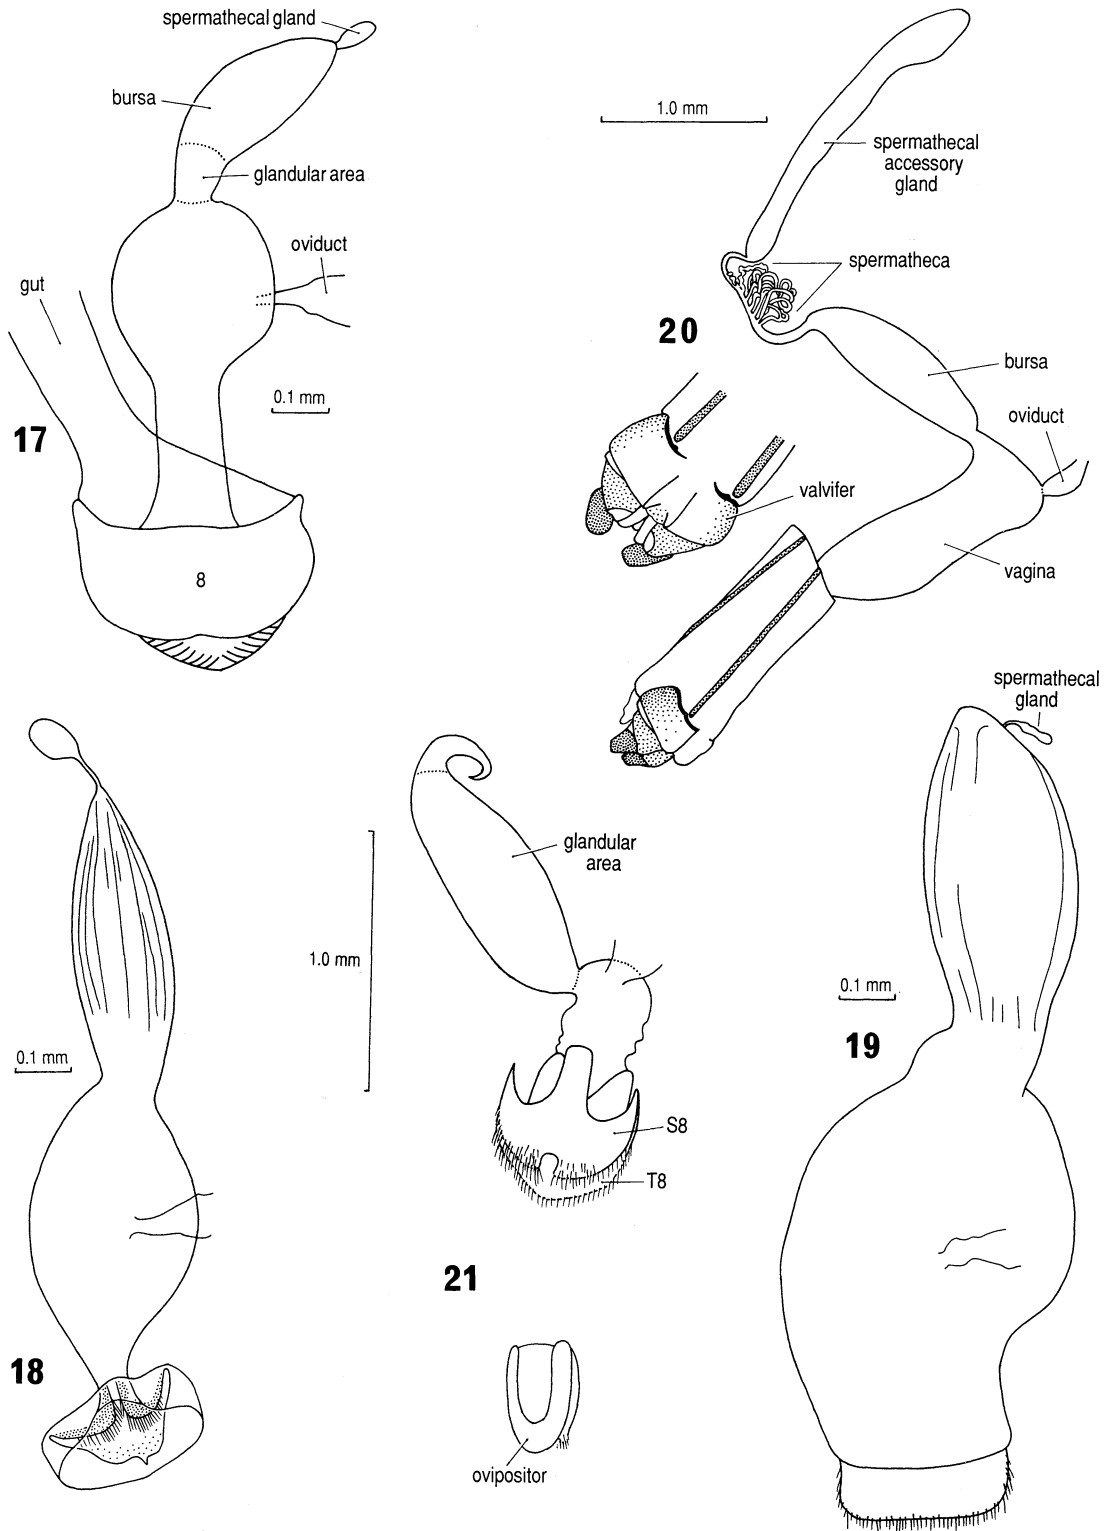 spermathecal gland
bursa
glandular area
oviduct
gut
0.1 mm
17
8
1.0 mm
spermathecal
accessory
gland
spermatheca
20
bursa
oviduct
valvifer
vagina
spermathecal
gland
glandular
area
1.0 mm
0.1 mm
18
S8
T8
21
ovipositor
0.1 mm
19